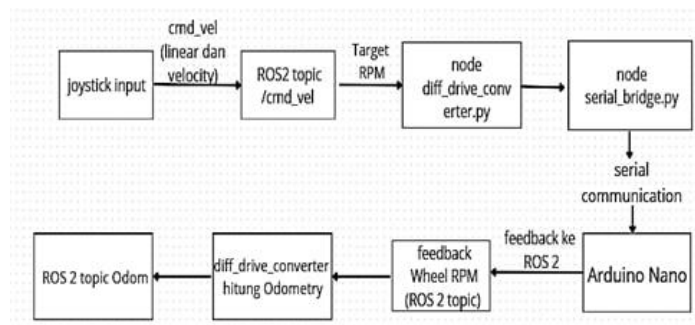 joystick input
cmd_vel
(linear dan
velocity)
ROS2 topic
/cmd_vel
Target
RPM
node
diff_drive_conv
erter.py
node
serial_bridge.py
serial
communication
Arduino Nano
feedback ke
ROS 2
feedback
Wheel RPM
(ROS 2 topic)
diff_drive_converter
hitung Odometry
ROS 2 topic Odom